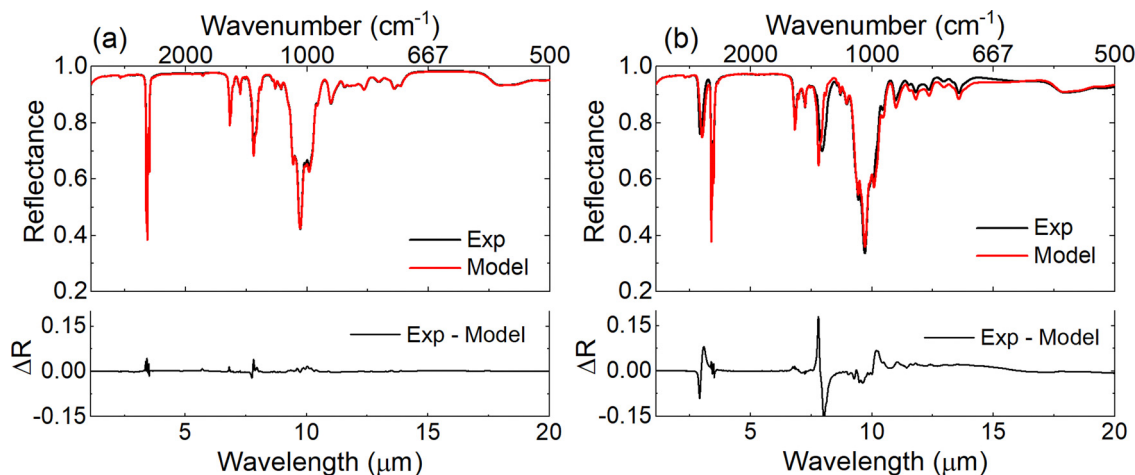 Wavenumber (cm-1)
(a) 2000 1000 667 500
1.0
0.8
0.6
0.4
0.2
Reflectance
Exp
Model
0.15
0.00
-0.15
ΔR
Exp - Model
5 10 15 20
Wavelength (μm)
Wavenumber (cm-1)
(b) 2000 1000 667 500
1.0
0.8
0.6
0.4
0.2
Reflectance
Exp
Model
0.15
0.00
-0.15
ΔR
Exp - Model
5 10 15 20
Wavelength (μm)